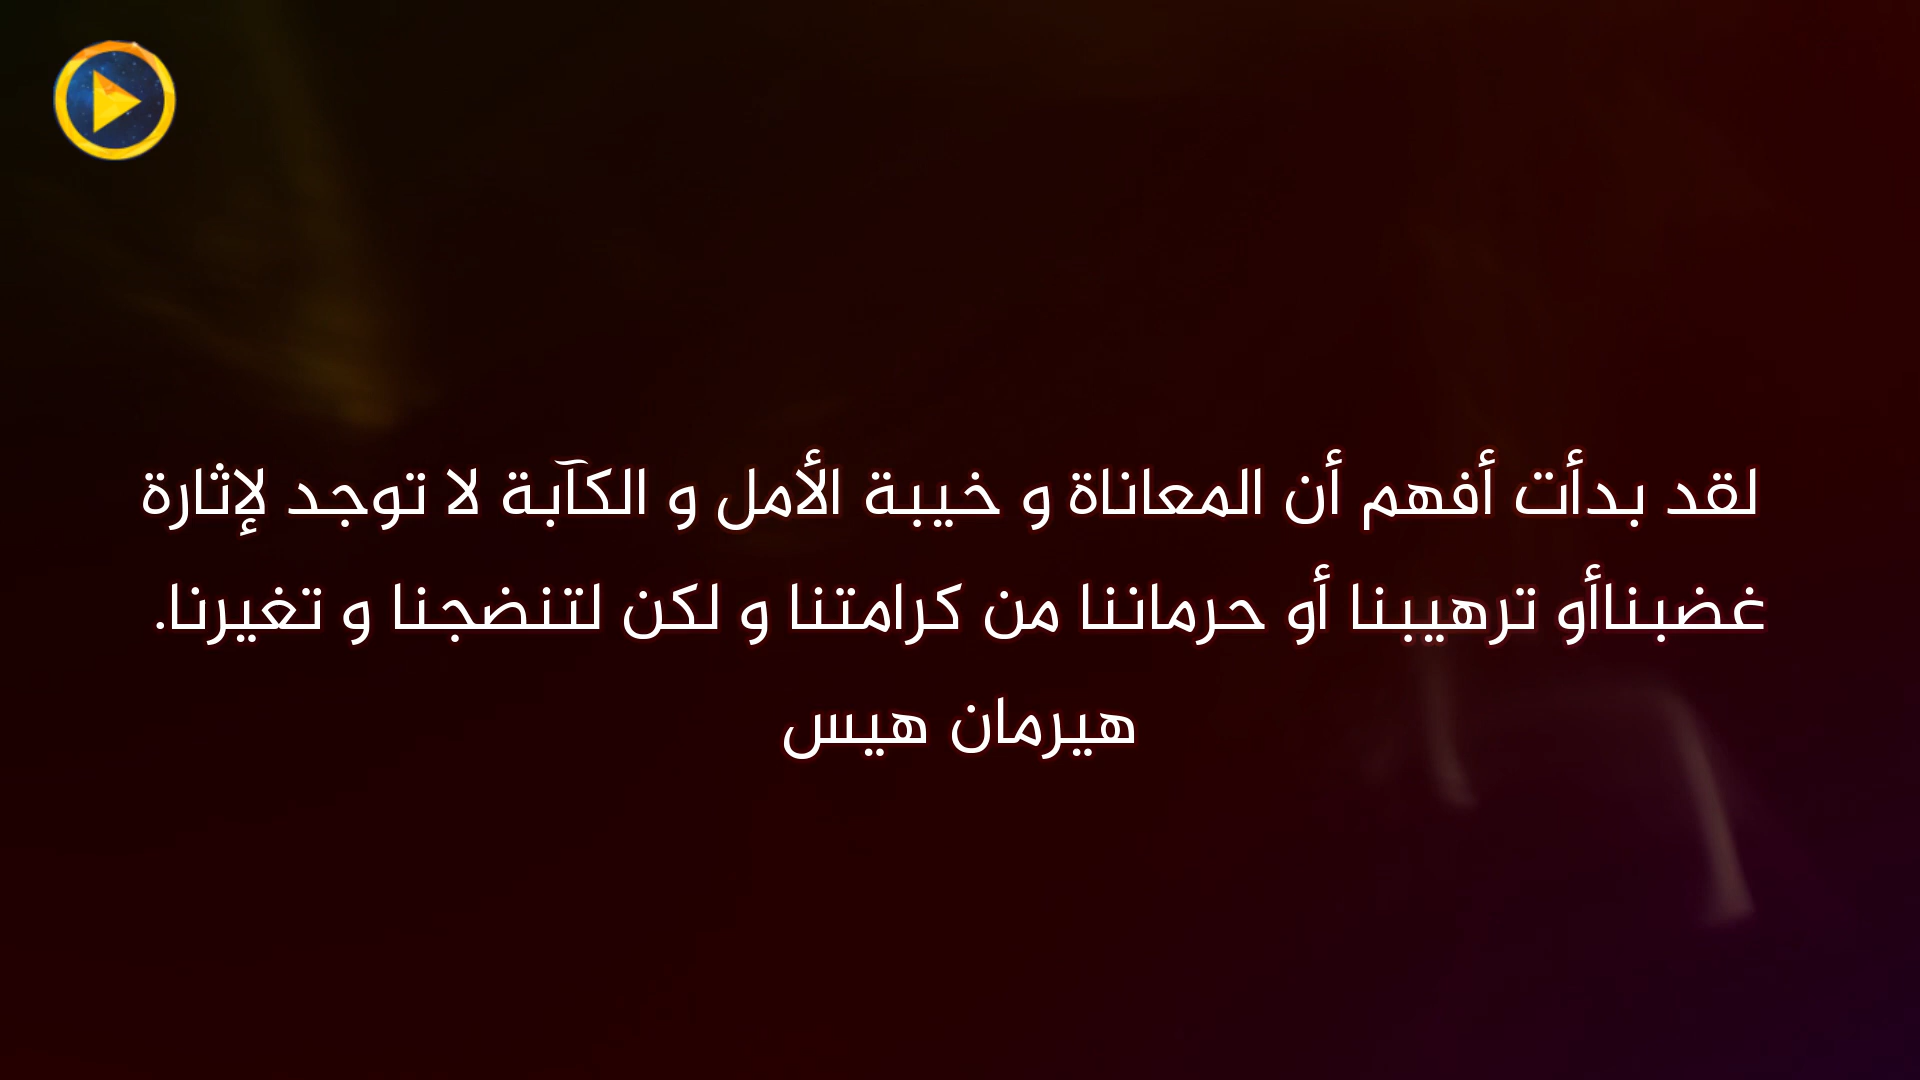 لقد بدأت أفهم أن المعاناة و خيبة الأمل و الكآبة لا توجد لإثارة
غضبناأو ترهيبنا أو حرماننا من كرامتنا و لكن لتنضجنا و تغيرنا.
هيرمان هيس